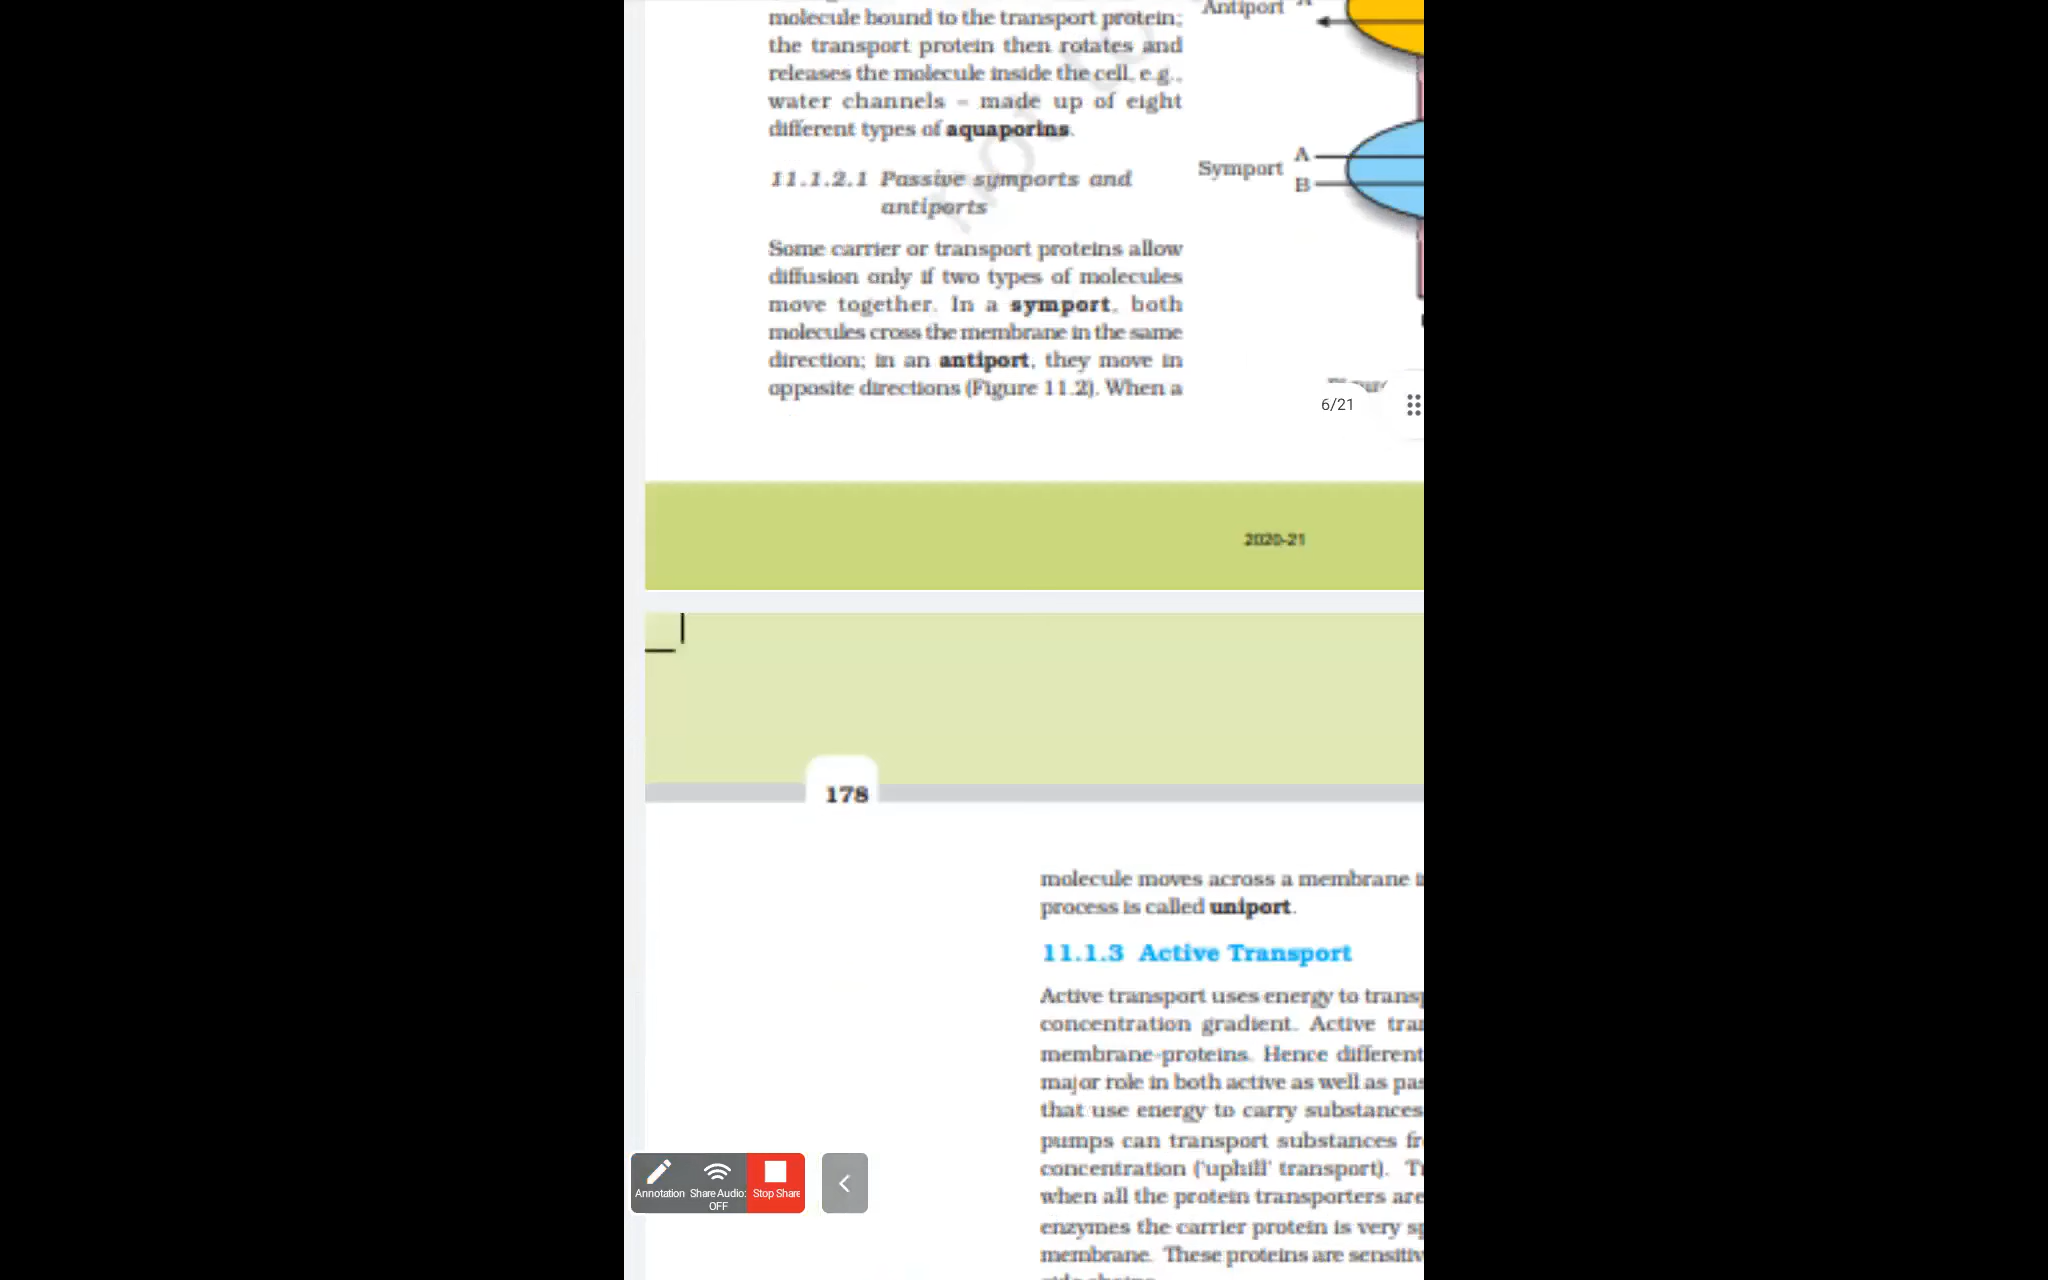 molecule bound to the transport protein;
the transport protein then rotates and
releases the molecule inside the cell, e.g.,
water channels – made up of eight
different types of aquaporins.
11.1.2.1 Passive symports and
antiports
Some carrier or transport proteins allow
diffusion only if two types of molecules
move together. In a symport, both
molecules cross the membrane in the same
direction; in an antiport, they move in
opposite directions (Figure 11.2). When a
Antiport A
Symport
A
B
6/21
2020-21
178
molecule moves across a membrane
process is called uniport.
11.1.3 Active Transport
Active transport uses energy to
concentration gradient. Active
membrane-proteins. Hence different
major role in both active as well as
that use energy to carry substances
pumps can transport substances
concentration ('uphill' transport).
when all the protein transporters are
enzymes the carrier protein is very
membrane. These proteins are
Annotation
Share Audio:
OFF
Stop Share